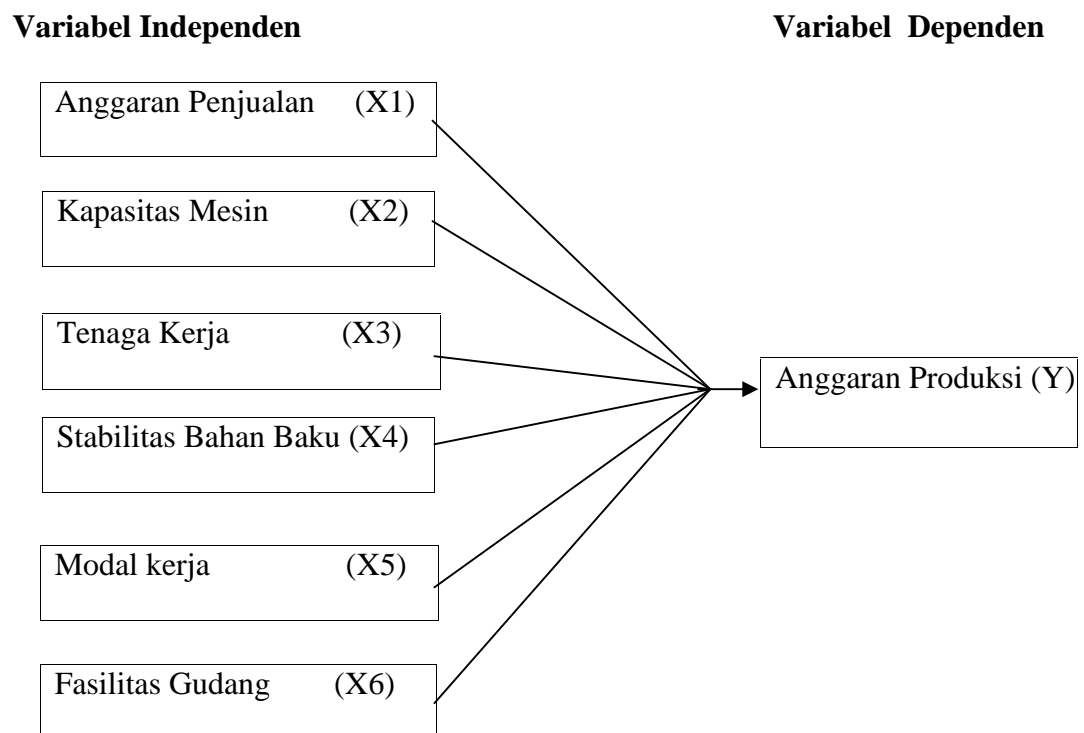 Variabel Independen Variabel Dependen
Anggaran Penjualan (X1)
Kapasitas Mesin (X2)
Tenaga Kerja (X3)
Anggaran Produksi (Y)
Stabilitas Bahan Baku (X4)
Modal kerja (X5)
Fasilitas Gudang (X6)